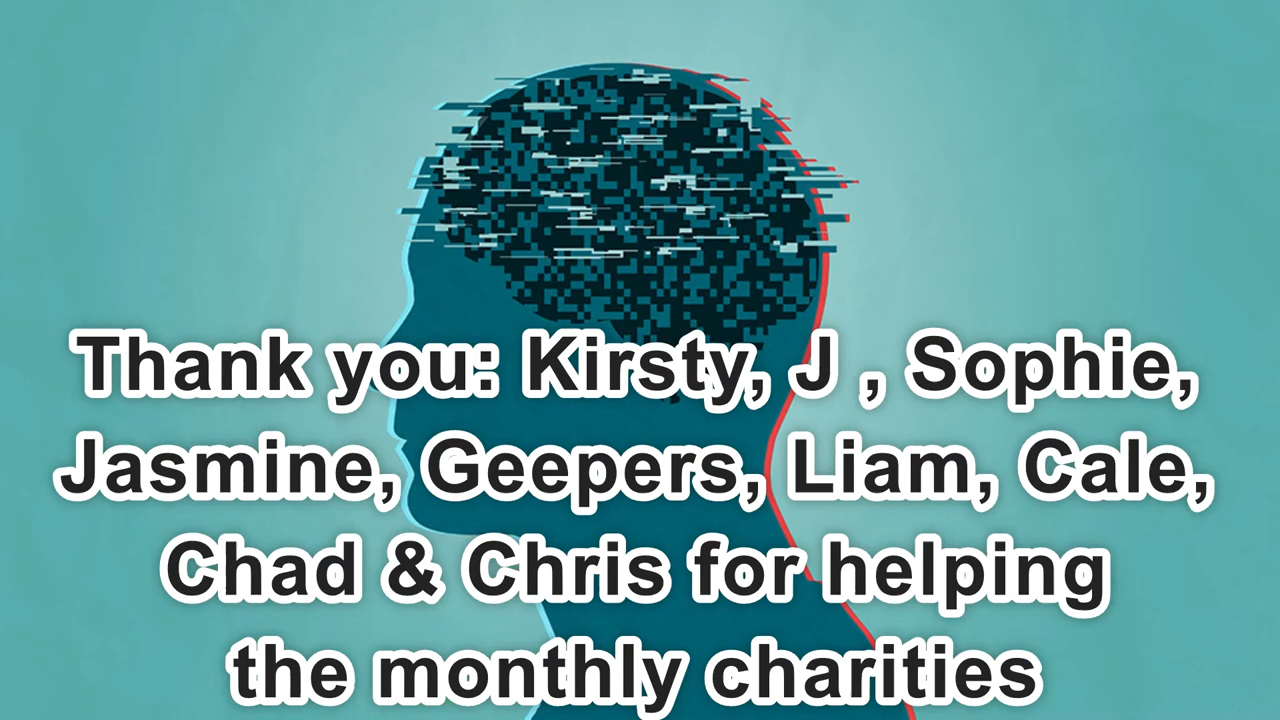 Thank you: Kirsty, J , Sophie,
Jasmine, Geepers, Liam, Cale,
Chad & Chris for helping
the monthly charities